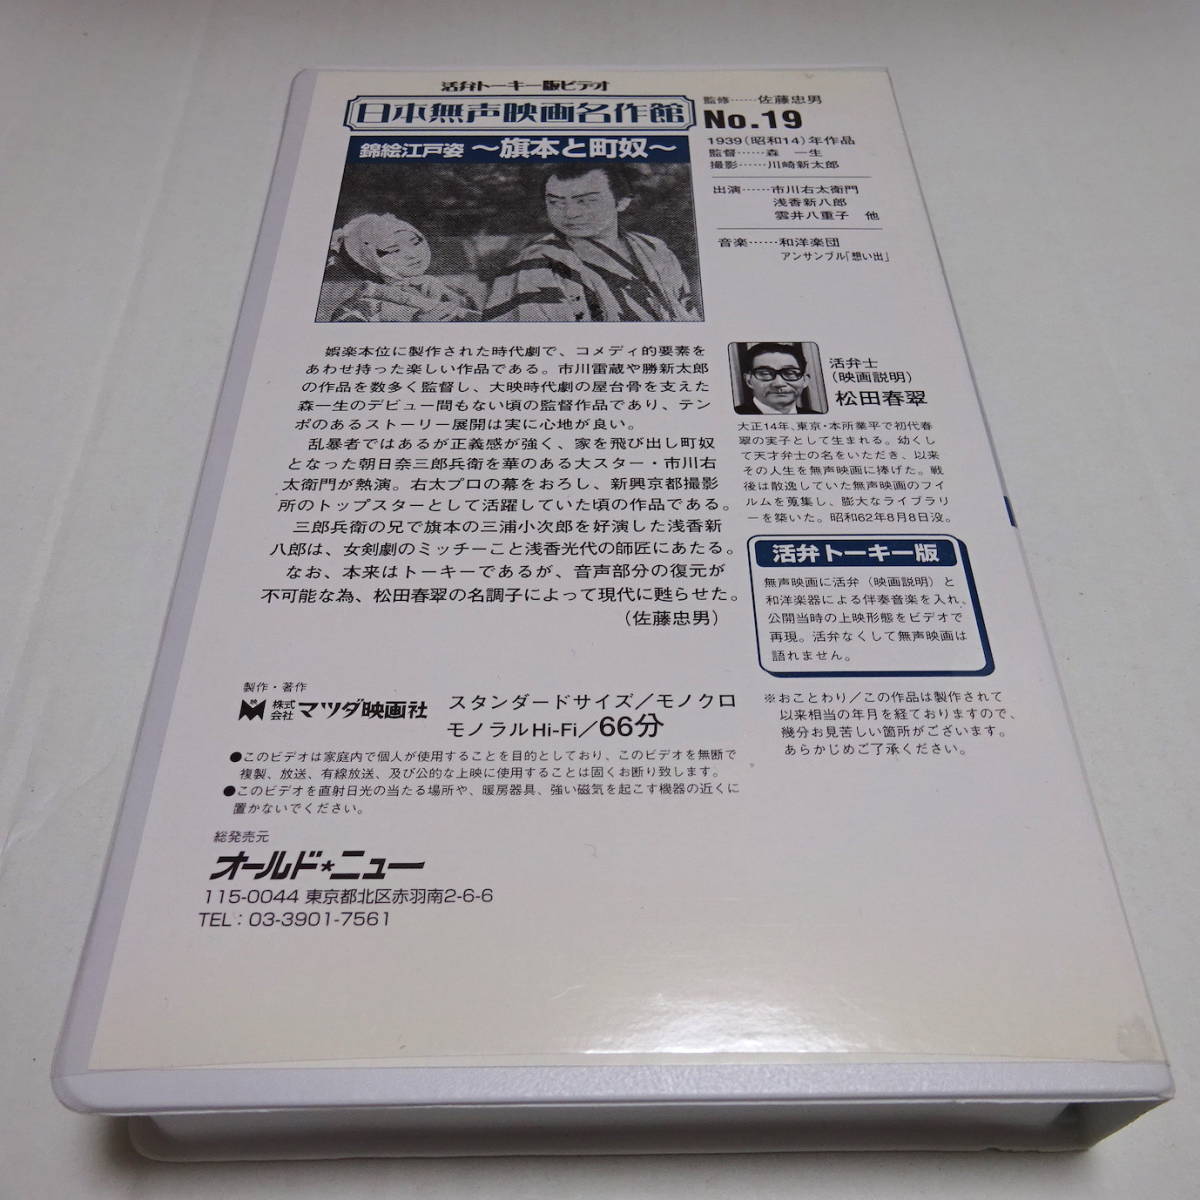 活弁トーキー版ビデオ
日本無声映画名作館
錦絵江戸姿 〜旗本と町奴〜
監修……佐藤忠男
No.19
1939(昭和14)年作品
監督……森 一生
撮影……川崎新太郎
出演……市川右太衛門
浅香新八郎
雲井八重子 他
音楽……和洋楽団
アンサンブル「想い出」
娯楽本位に製作された時代劇で、コメディ的要素を
あわせ持った楽しい作品である。市川雷蔵や勝新太郎
の作品を数多く監督し、大映時代劇の屋台骨を支えた
森一生のデビュー間もない頃の監督作品であり、テン
ポのあるストーリー展開は実に心地が良い。
乱暴者ではあるが正義感が強く、家を飛び出し町奴
となった朝日奈三郎兵衛を華のある大スター・市川右
太衛門が熱演。右太プロの幕をおろし、新興京都撮影
所のトップスターとして活躍していた頃の作品である。
三郎兵衛の兄で旗本の三浦小次郎を好演した浅香新
八郎は、女剣劇のミッチーこと浅香光代の師匠にあたる。
なお、本来はトーキーであるが、音声部分の復元が
不可能な為、松田春翠の名調子によって現代に甦らせた。
(佐藤忠男)
活弁士
(映画説明)
松田春翠
大正14年、東京・本所業平で初代春
翠の実子として生まれる。幼くし
て天才弁士の名をいただき、以来
その人生を無声映画に捧げた。戦
後は散逸していた無声映画のフイ
ルムを蒐集し、膨大なライブラリ
ーを築いた。昭和62年8月8日没。
活弁トーキー版
無声映画に活弁(映画説明)と
和洋楽器による伴奏音楽を入れ、
公開当時の上映形態をビデオで
再現。活弁なくして無声映画は
語れません。
※おことわり/この作品は製作されて
以来相当の年月を経ておりますので、
幾分お見苦しい箇所がございます。
あらかじめご了承ください。
製作・著作
株式会社 マツダ映画社
スタンダードサイズ/モノクロ
モノラルHi-Fi/66分
●このビデオは家庭内で個人が使用することを目的としており、このビデオを無断で
複製、放送、有線放送、及び公的な上映に使用することは固くお断り致します。
●このビデオを直射日光の当たる場所や、暖房器具、強い磁気を起こす機器の近くに
置かないでください。
総発売元
オールド★ニュー
115-0044 東京都北区赤羽南2-6-6
TEL:03-3901-7561